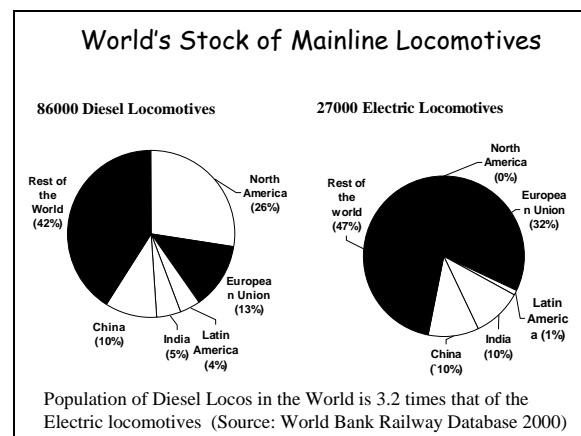 World's Stock of Mainline Locomotives
86000 Diesel Locomotives
North
America
(26%)
Europea
n Union
(13%)
Latin
America
(4%)
India
(5%)
China
(10%)
Rest of
the
World
(42%)
27000 Electric Locomotives
North
America
(0%)
Europea
n Union
(32%)
Latin
Americ
a (1%)
India
(10%)
China
(`10%)
Rest of
the
world
(47%)
Population of Diesel Locos in the World is 3.2 times that of the
Electric locomotives (Source: World Bank Railway Database 2000)